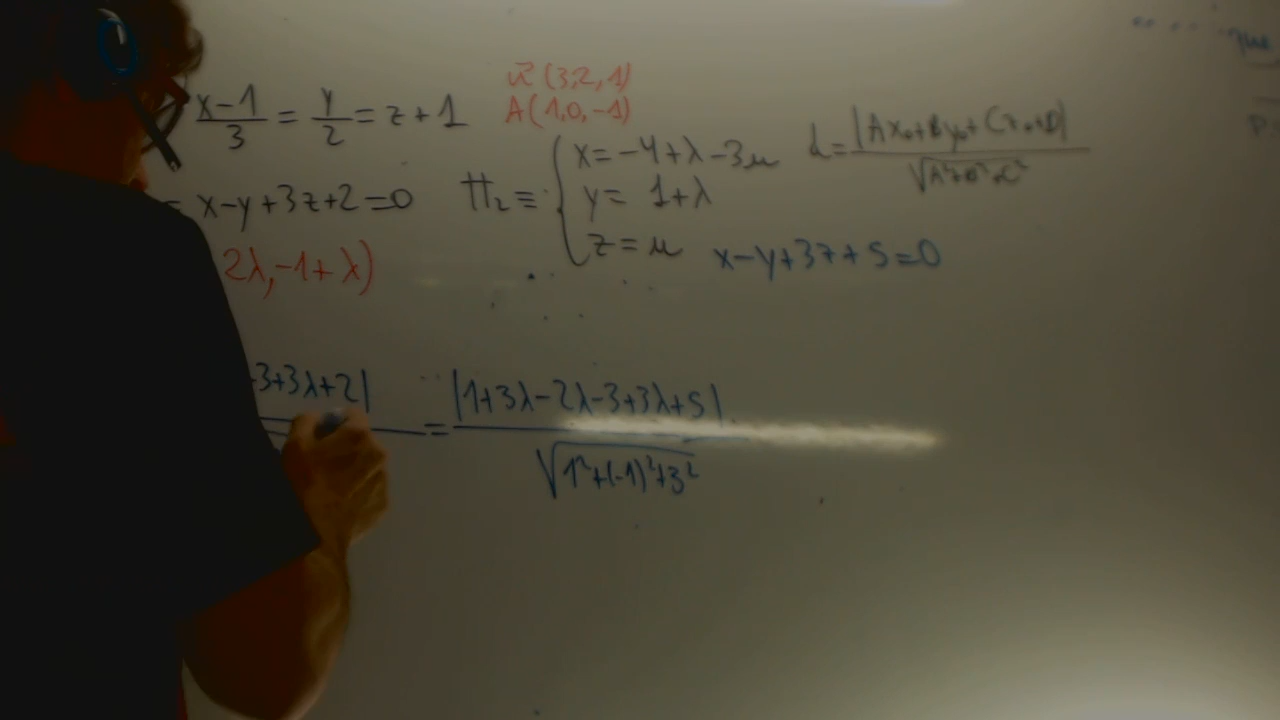 x-1/3 = y/2 = z+1
u⃗(3,2,1)
A(1,0,-1)
= x-y+3z+2=0
π₂ ≡ { x=-4+λ-3μ
y= 1+λ
z=μ
d= |Ax₀+By₀+Cz₀+D| / √A²+B²+C²
x-y+3z+5=0
2λ,-1+λ)
-3+3λ+2| = |1+3λ-2λ-3+3λ+5| / √1²+(-1)²+3²